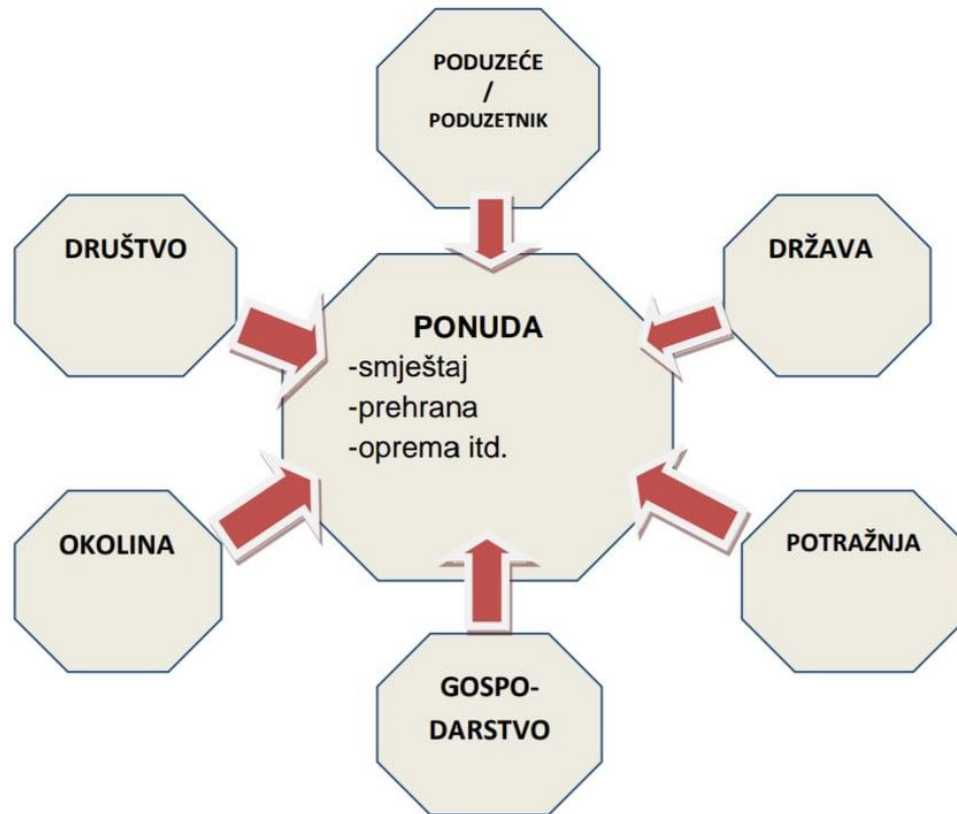 PODUZEĆE
/
PODUZETNIK
DRUŠTVO
DRŽAVA
PONUDA
-smještaj
-prehrana
-oprema itd.
OKOLINA
POTRAŽNJA
GOSPO-
DARSTVO